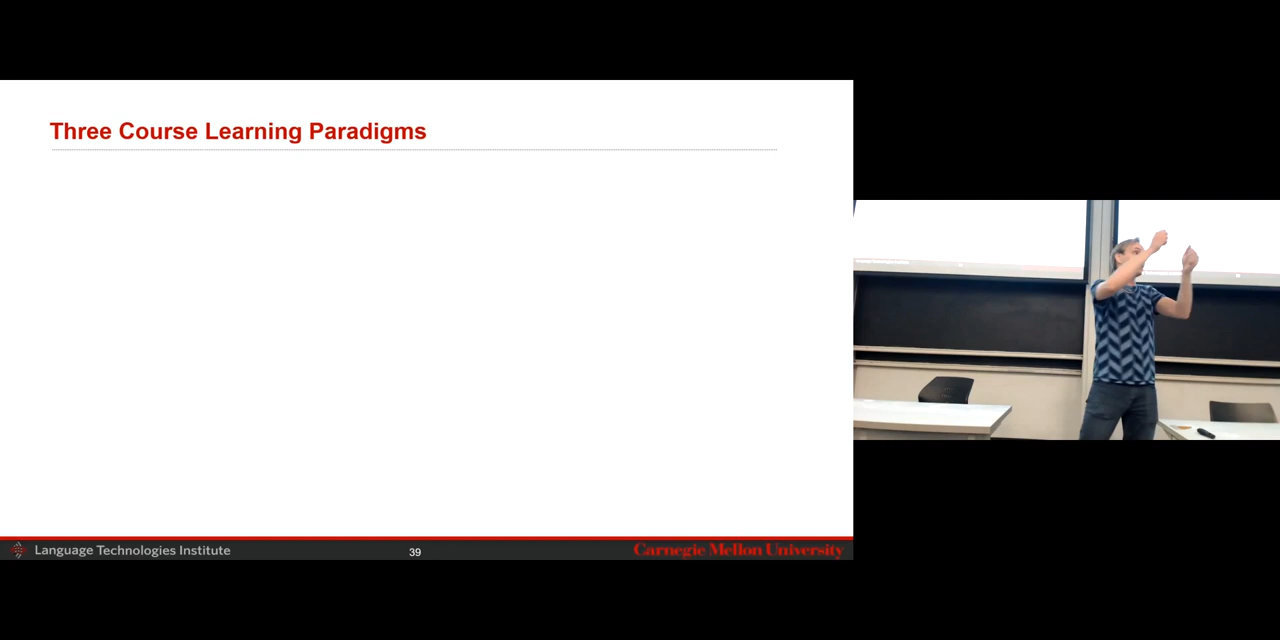 Three Course Learning Paradigms
Language Technologies Institute
39
Carnegie Mellon University